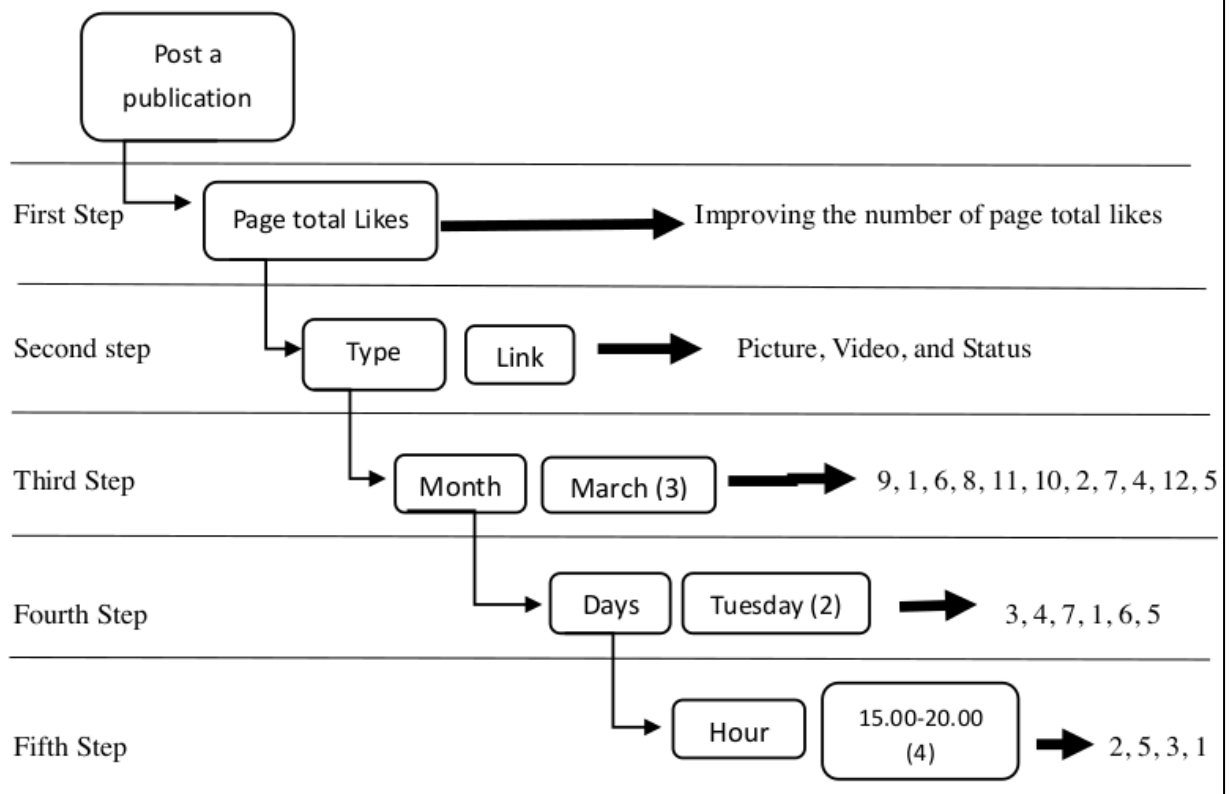 Post a
publication
First Step
Page total Likes
Improving the number of page total likes
Second step
Type
Link
Picture, Video, and Status
Third Step
Month
March (3)
9, 1, 6, 8, 11, 10, 2, 7, 4, 12, 5
Fourth Step
Days
Tuesday (2)
3, 4, 7, 1, 6, 5
Fifth Step
Hour
15.00-20.00
(4)
2, 5, 3, 1